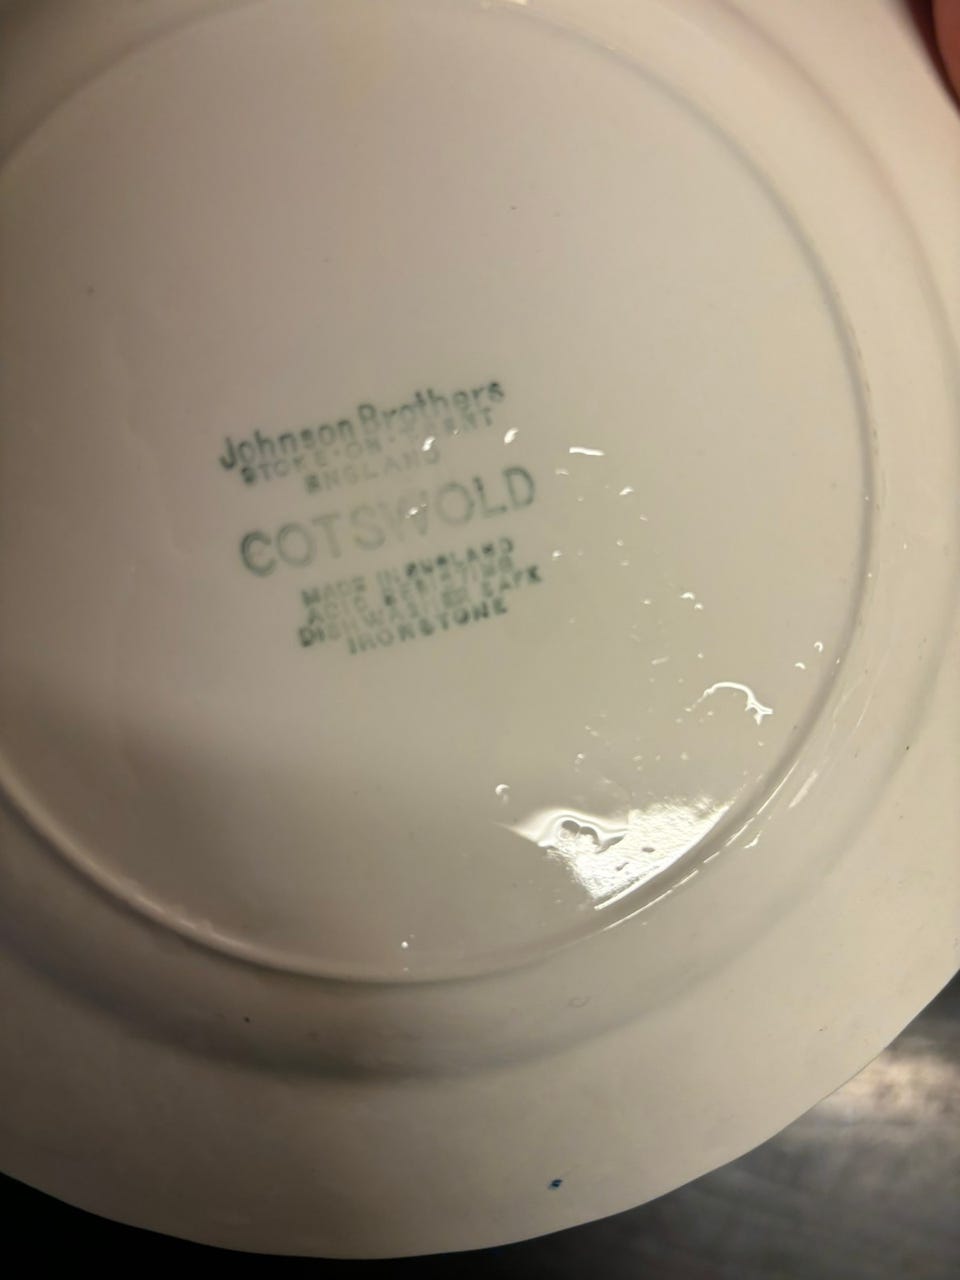 Johnson Brothers
STOKE-ON-TRENT
ENGLAND
COTSWOLD
MADE IN ENGLAND
ACID RESISTING
DISHWASHER SAFE
IRONSTONE